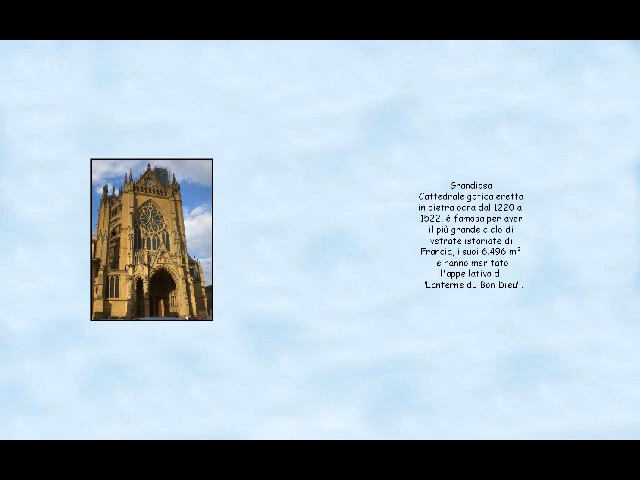 Grandiosa
Cattedrale gotica eretta
in pietra ocra dal 1220 al
1522, è famosa per aver
il più grande ciclo di
vetrate istoriate di
Francia, i suoi 6.496 m²
le hanno meritato
l'appellativo di
"Lanterne du Bon Dieu".